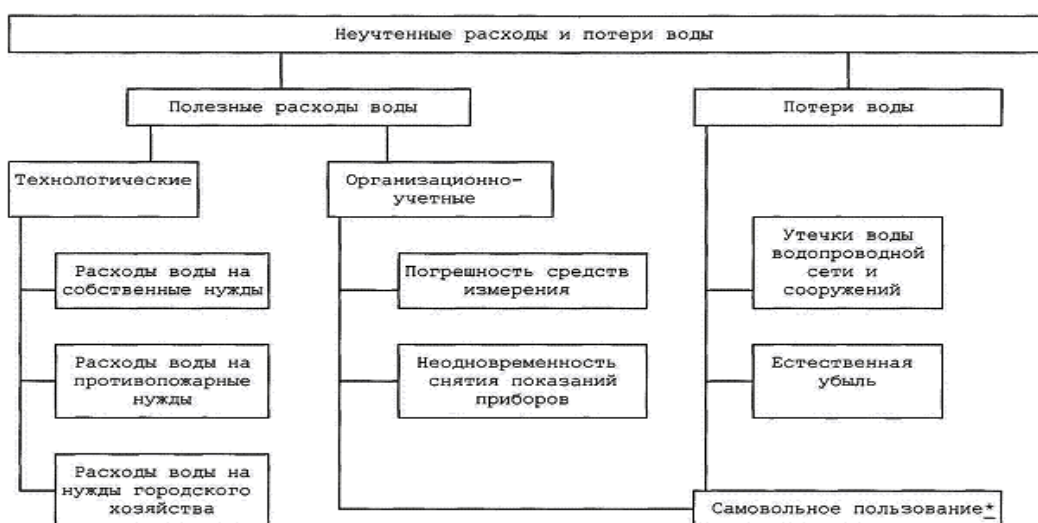 Неучтенные расходы и потери воды
Полезные расходы воды
Потери воды
Технологические
Организационно-
учетные
Расходы воды на
собственные нужды
Расходы воды на
противопожарные
нужды
Расходы воды на
нужды городского
хозяйства
Погрешность средств
измерения
Неодновременность
снятия показаний
приборов
Утечки воды
водопроводной
сети и
сооружений
Естественная
убыль
Самовольное пользование*